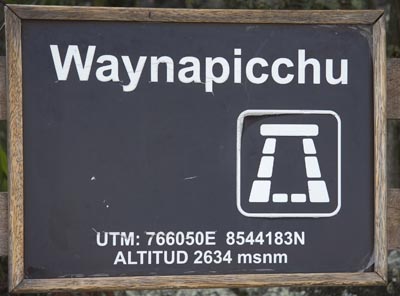 Waynapicchu
UTM: 766050E 8544183N
ALTITUD 2634 msnm